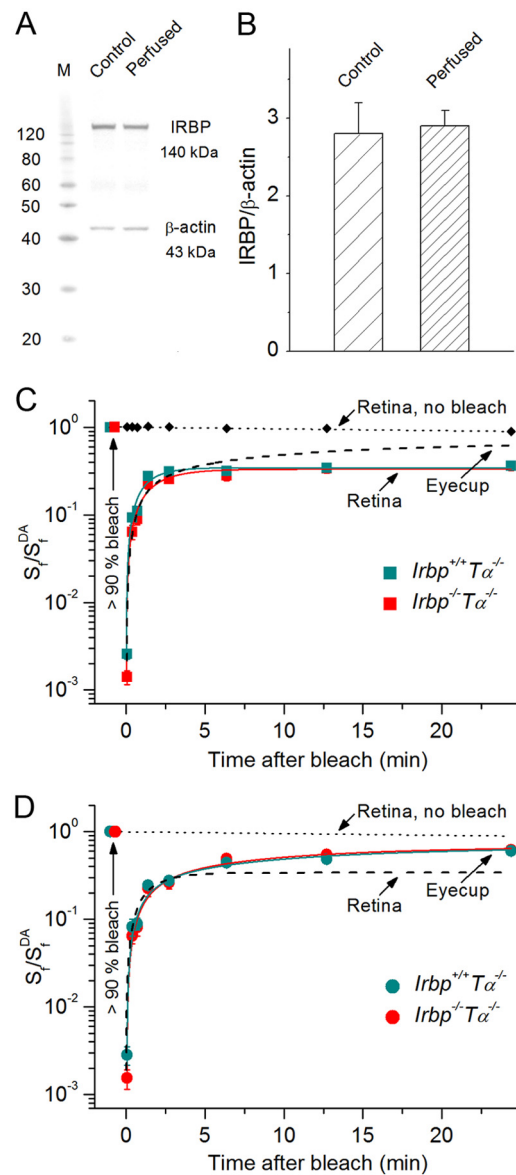 A
M
Control
Perfused
120
80
60
50
40
30
20
IRBP
140 kDa
β-actin
43 kDa
B
Control
Perfused
IRBP/β-actin
3
2
1
0
C
S_f/S_f^DA
10^0
10^-1
10^-2
10^-3
> 90 % bleach
Retina, no bleach
Eyecup
Retina
Irbp^+/+Tα^-/-
Irbp^-/-Tα^-/-
0
5
10
15
20
Time after bleach (min)
D
S_f/S_f^DA
10^0
10^-1
10^-2
10^-3
> 90 % bleach
Retina, no bleach
Eyecup
Retina
Irbp^+/+Tα^-/-
Irbp^-/-Tα^-/-
0
5
10
15
20
Time after bleach (min)